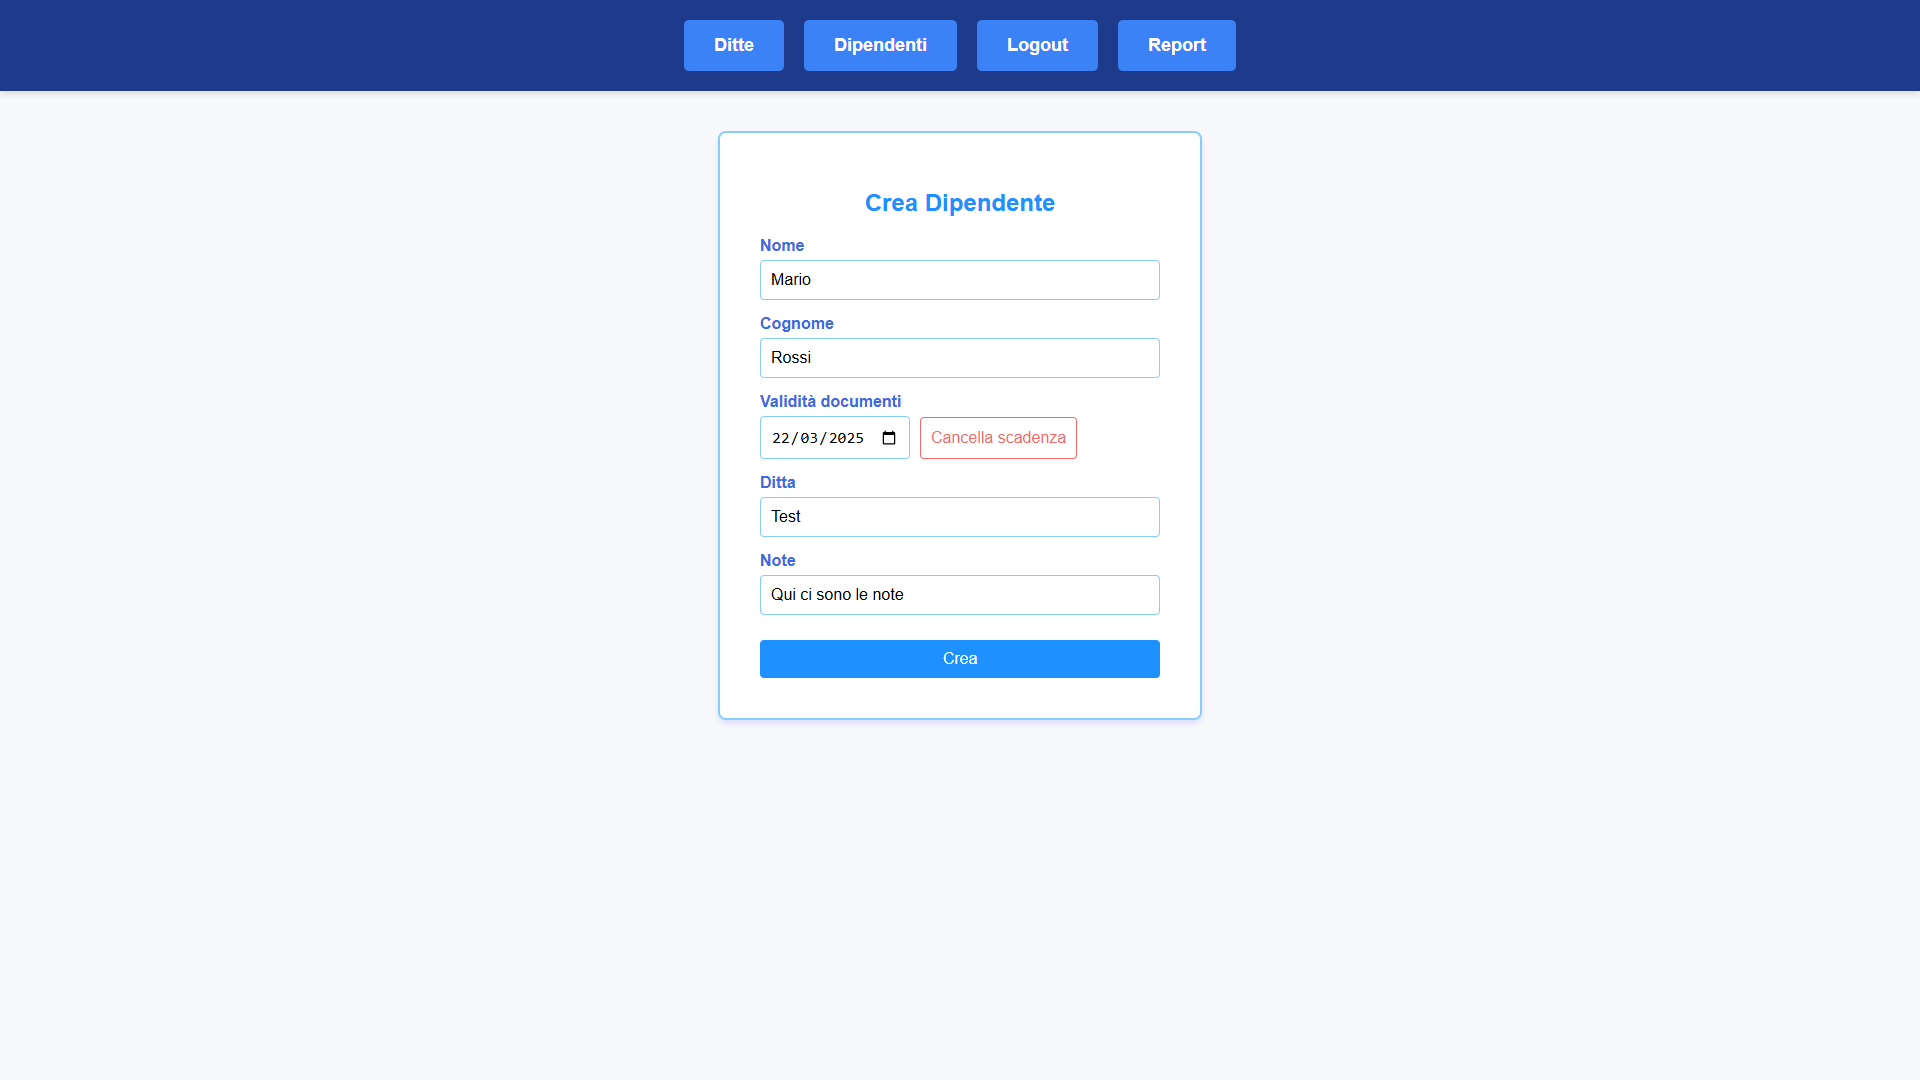 Ditte Dipendenti Logout Report
Crea Dipendente
Nome
Mario
Cognome
Rossi
Validità documenti
22/03/2025 Cancella scadenza
Ditta
Test
Note
Qui ci sono le note
Crea